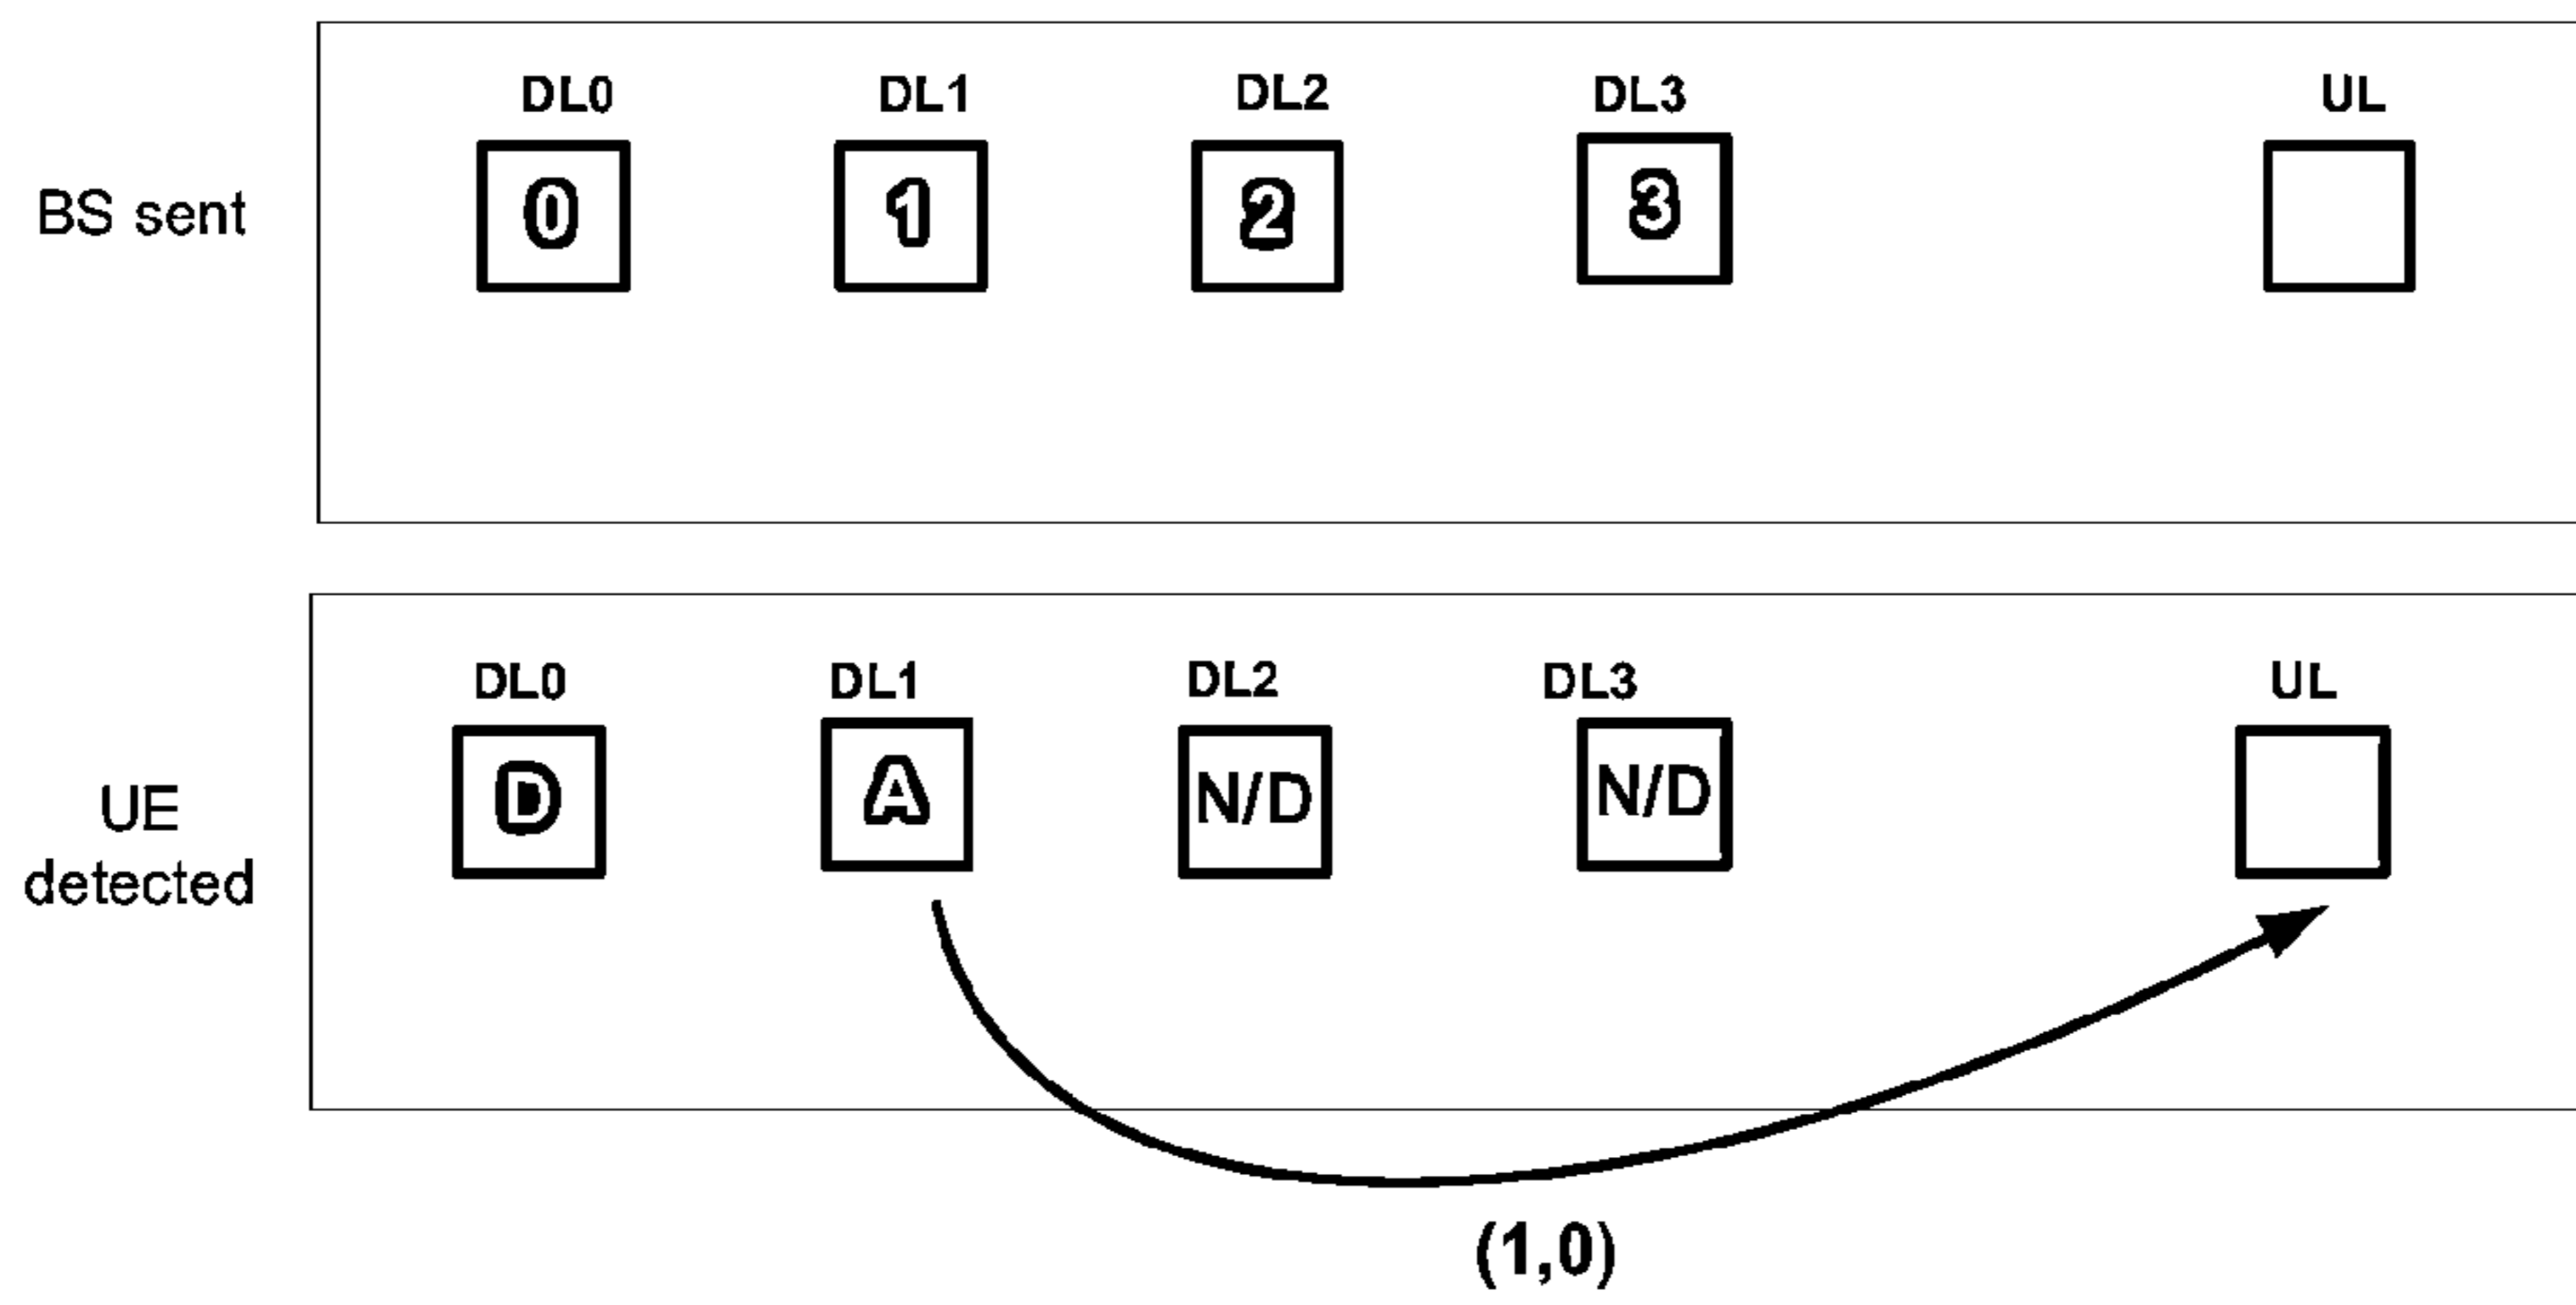 DL0 DL1 DL2 DL3 UL
BS sent 0 1 2 3
DL0 DL1 DL2 DL3 UL
UE
detected
D A N/D N/D
(1,0)